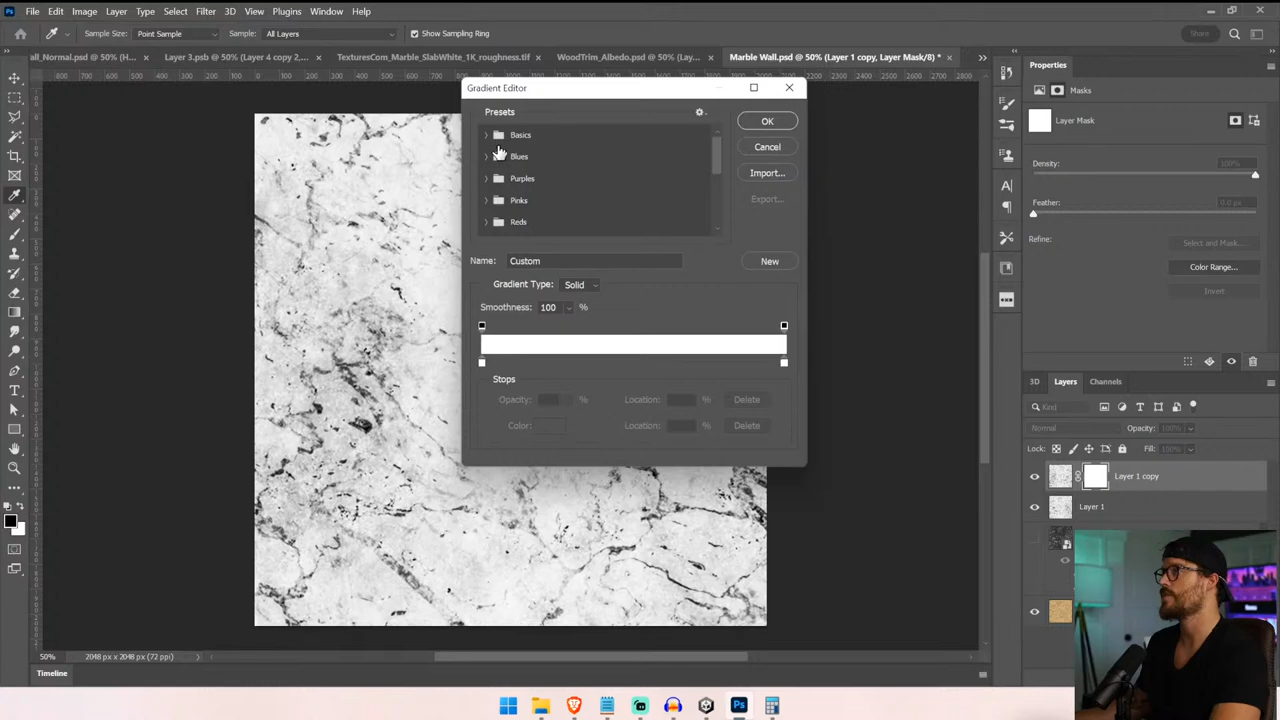 File Edit Image Layer Type Select Filter 3D View Plugins Window Help
Sample Size: Point Sample Sample: All Layers Show Sampling Ring Share
all_Normal.psd @ 50% (H... × Layer 3.psb @ 50% (Layer 4 copy 2,... × TexturesCom_Marble_SlabWhite_1K_roughness.tif × WoodTrim_Albedo.psd @ 50% (La... × Marble Wall.psd @ 50% (Layer 1 copy, Layer Mask/8) * ×
Gradient Editor
Presets
Basics
Blues
Purples
Pinks
Reds
OK
Cancel
Import...
Export...
Name: Custom New
Gradient Type: Solid
Smoothness: 100 %
Stops
Opacity: % Location: % Delete
Color: Location: % Delete
Properties
Masks
Layer Mask
Density: 100%
Feather: 0.0 px
Refine: Select and Mask...
Color Range...
Invert
3D Layers Channels
Kind
Normal Opacity: 100%
Lock: Fill: 100%
Layer 1 copy
Layer 1
50% 2048 px x 2048 px (72 ppi)
Timeline